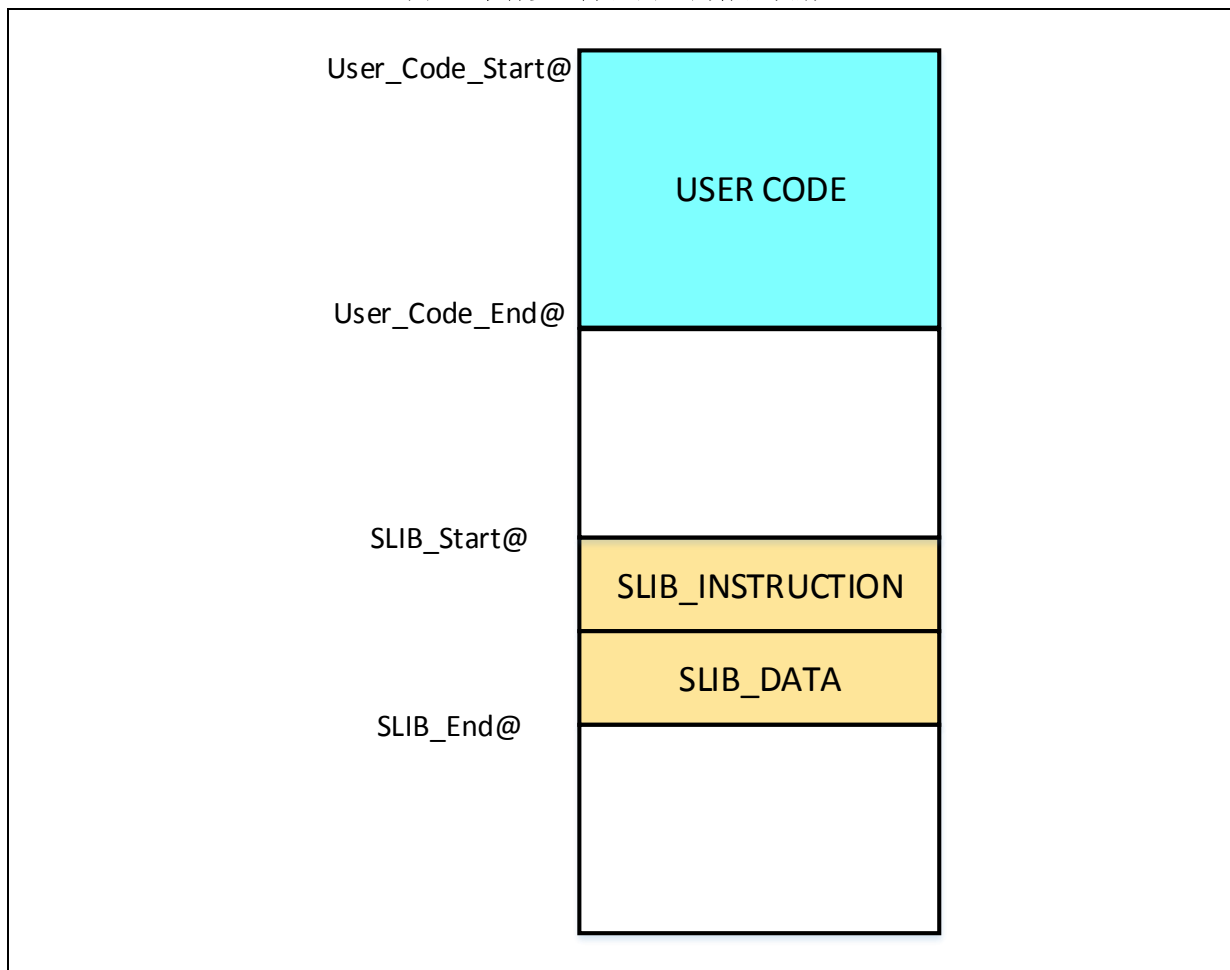 User_Code_Start@
USER CODE
User_Code_End@
SLIB_Start@
SLIB_INSTRUCTION
SLIB_DATA
SLIB_End@